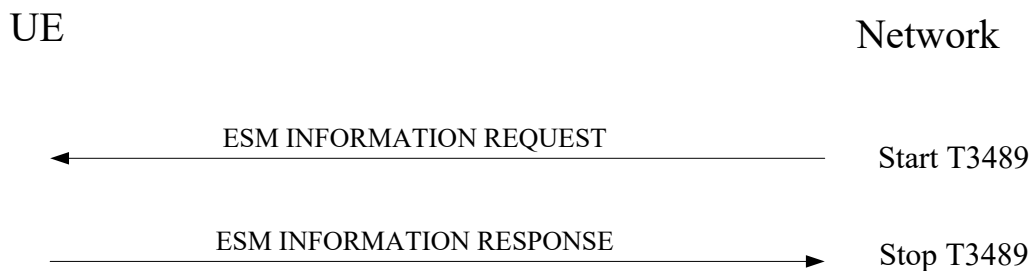 UE
Network
ESM INFORMATION REQUEST
Start T3489
ESM INFORMATION RESPONSE
Stop T3489